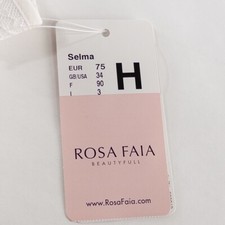 Selma
EUR 75
GB/USA 34
F 90
I 3
H
ROSA FAIA
BEAUTYFULL
www.RosaFaia.com